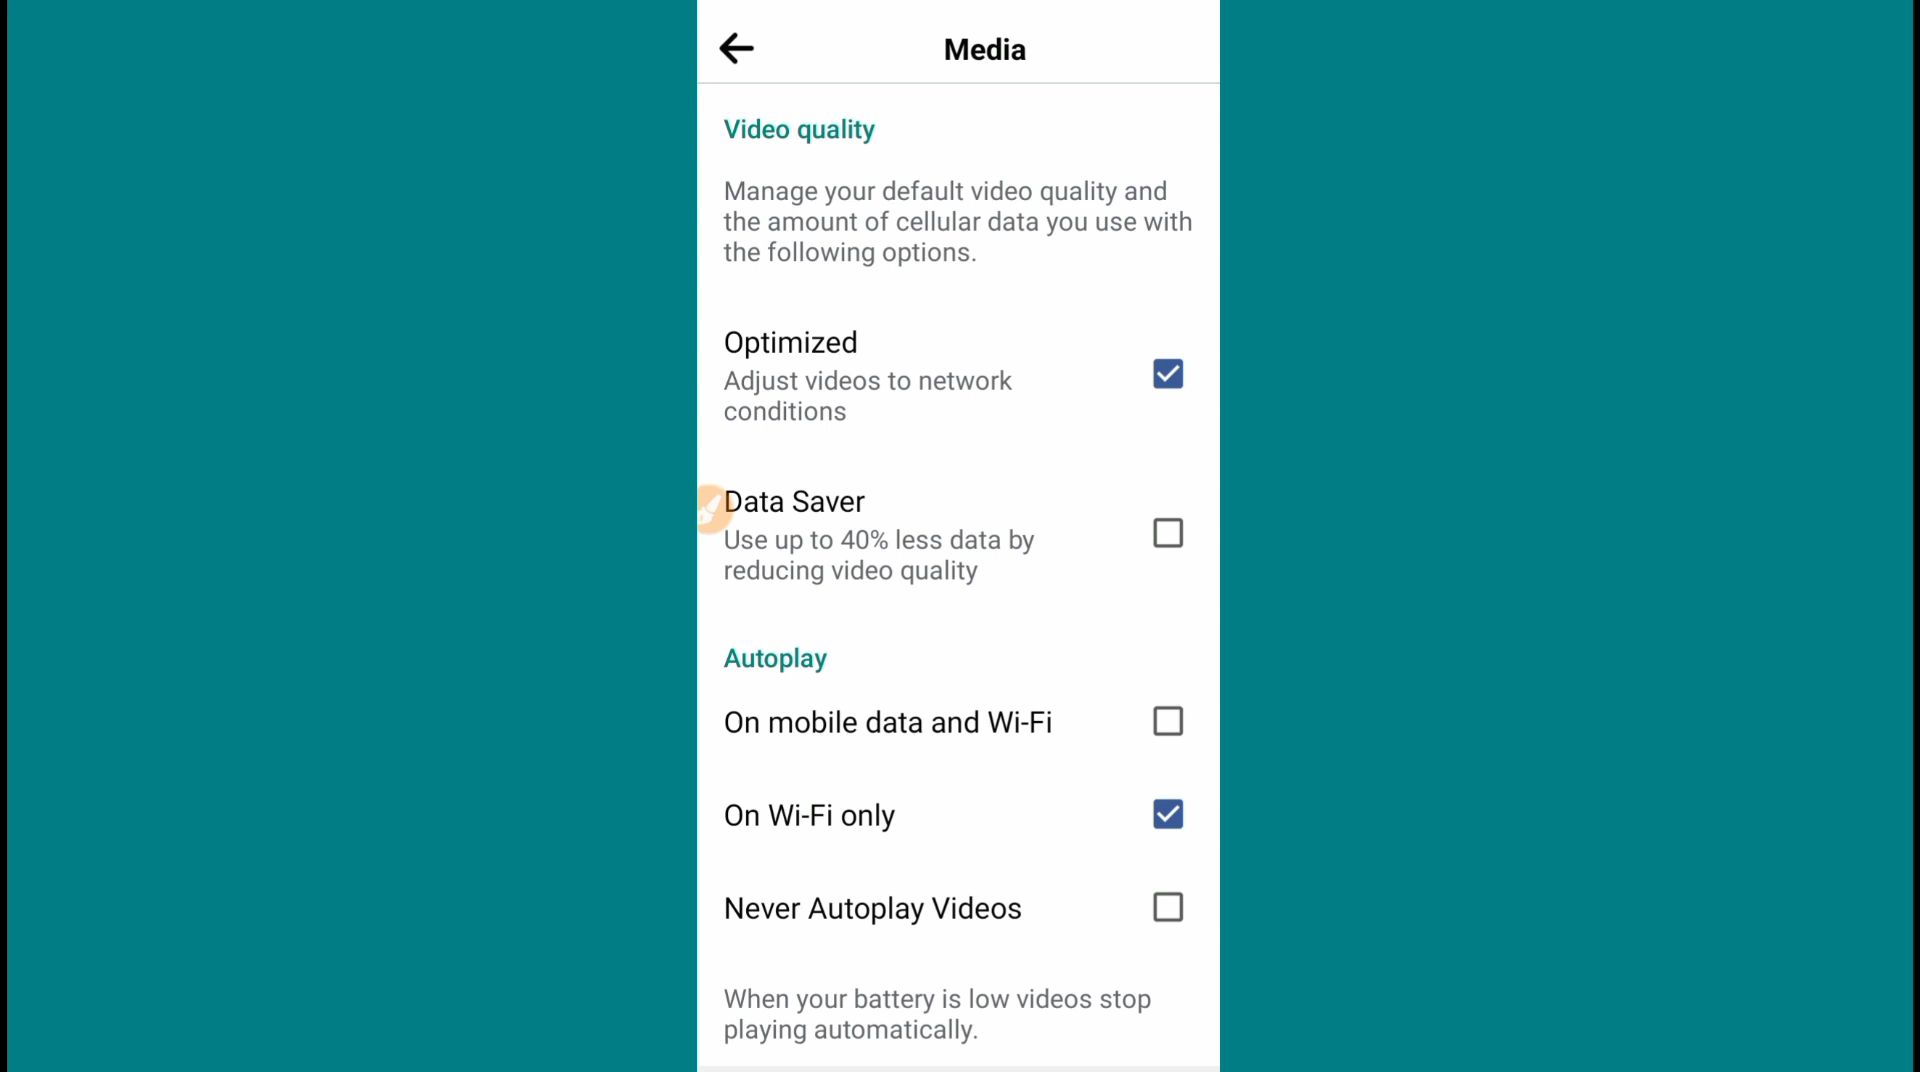 Media
Video quality
Manage your default video quality and
the amount of cellular data you use with
the following options.
Optimized
Adjust videos to network
conditions
Data Saver
Use up to 40% less data by
reducing video quality
Autoplay
On mobile data and Wi-Fi
On Wi-Fi only
Never Autoplay Videos
When your battery is low videos stop
playing automatically.